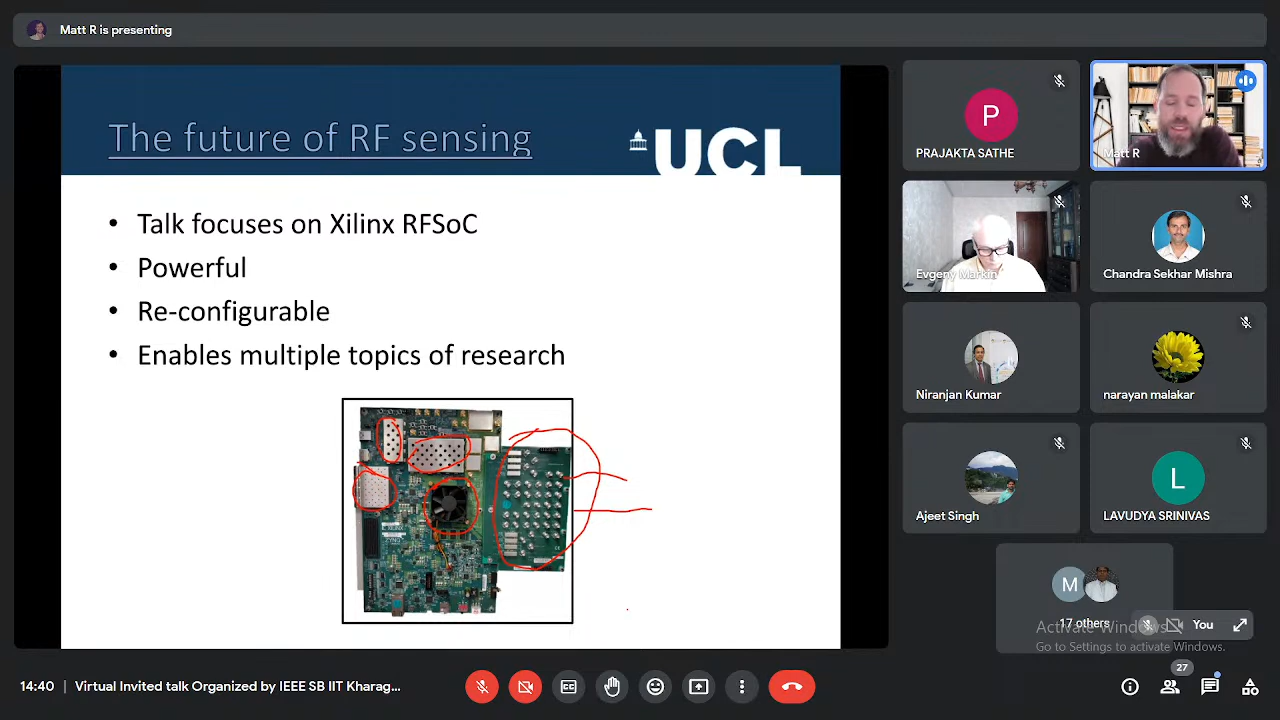 Matt R is presenting
The future of RF sensing
UCL
• Talk focuses on Xilinx RFSoC
• Powerful
• Re-configurable
• Enables multiple topics of research
P
PRAJAKTA SATHE
Matt R
Evgeny Markin
Chandra Sekhar Mishra
Niranjan Kumar
narayan malakar
Ajeet Singh
L
LAVUDYA SRINIVAS
M
17 others
You
Activate Windows
Go to Settings to activate Windows.
14:40 | Virtual Invited talk Organized by IEEE SB IIT Kharag...
27